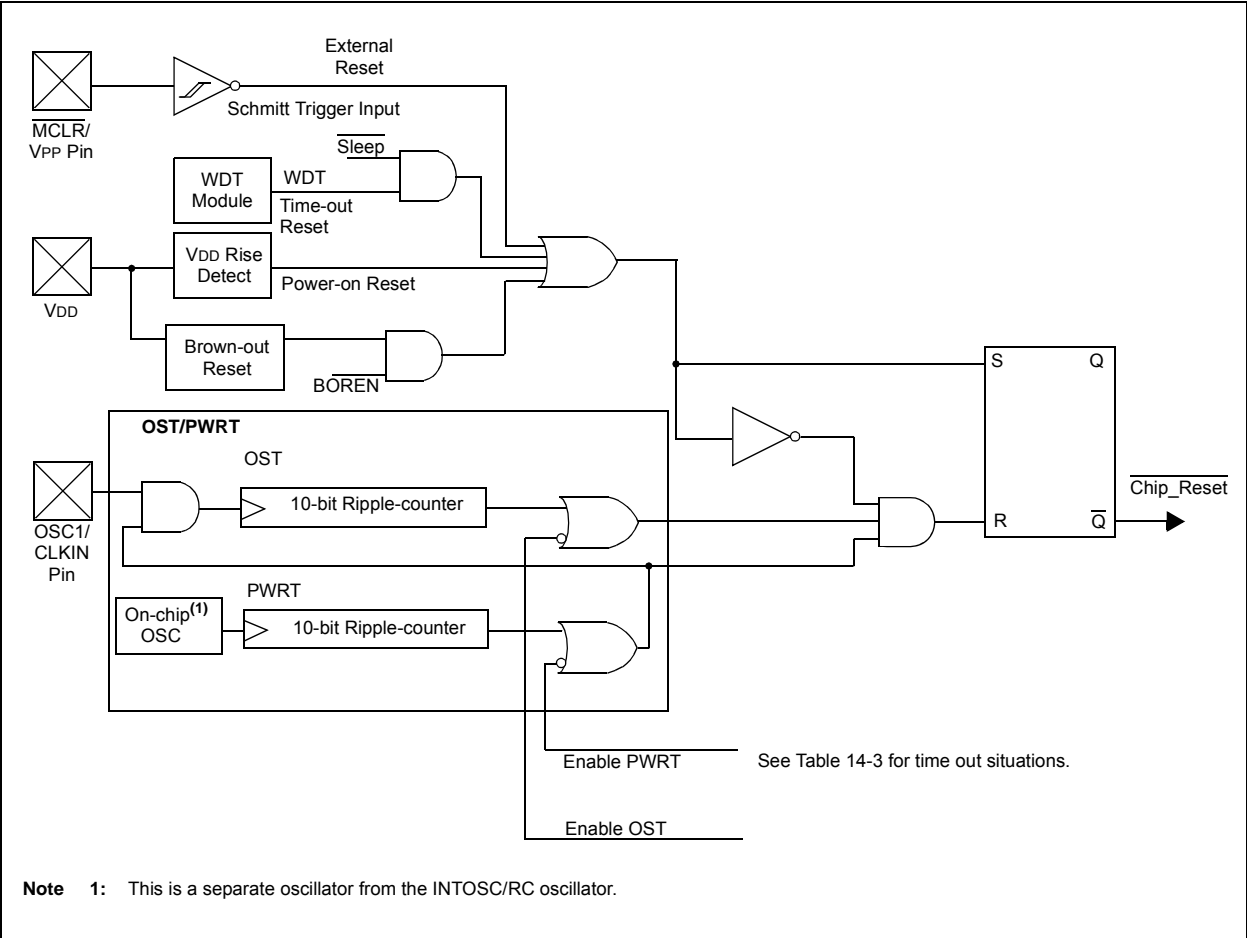 External
Reset
Schmitt Trigger Input
MCLR/
VPP Pin
Sleep
WDT
Module
WDT
Time-out
Reset
VDD Rise
Detect
Power-on Reset
VDD
Brown-out
Reset
BOREN
S
Q
OST/PWRT
OST
10-bit Ripple-counter
OSC1/
CLKIN
Pin
Chip_Reset
R
Q
PWRT
On-chip(1)
OSC
10-bit Ripple-counter
Enable PWRT
See Table 14-3 for time out situations.
Enable OST
Note 1: This is a separate oscillator from the INTOSC/RC oscillator.